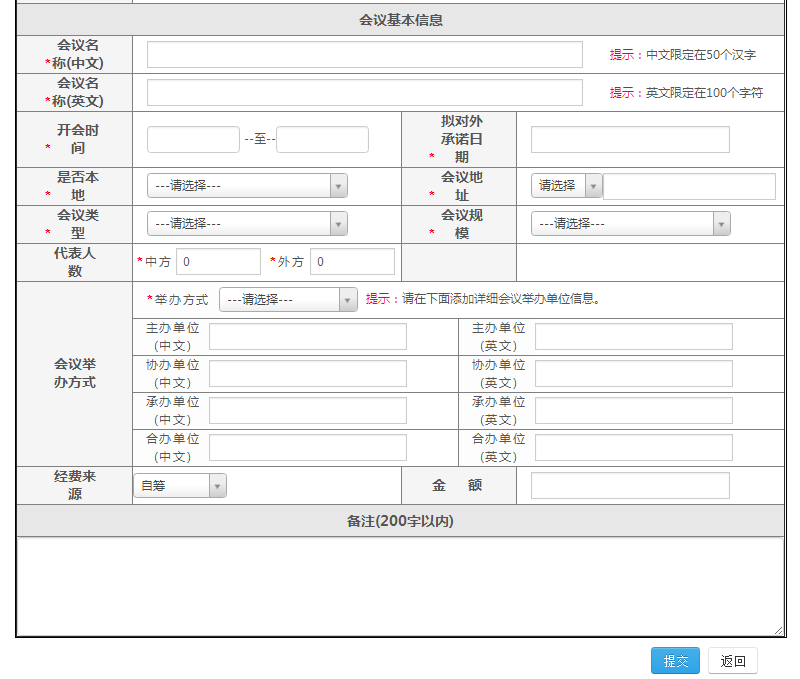 会议基本信息
会议名
*称(中文)
提示：中文限定在50个汉字
会议名
*称(英文)
提示：英文限定在100个字符
开会时
* 间
--至--
拟对外
承诺日
* 期
是否本
* 地
---请选择---
会议地
* 址
请选择
会议类
* 型
---请选择---
会议规
* 模
---请选择---
代表人
数
*中方 0 *外方 0
会议举
办方式
*举办方式 ---请选择--- 提示：请在下面添加详细会议举办单位信息。
主办单位
(中文)
主办单位
(英文)
协办单位
(中文)
协办单位
(英文)
承办单位
(中文)
承办单位
(英文)
合办单位
(中文)
合办单位
(英文)
经费来
源
自筹
金 额
备注(200字以内)
提交 返回